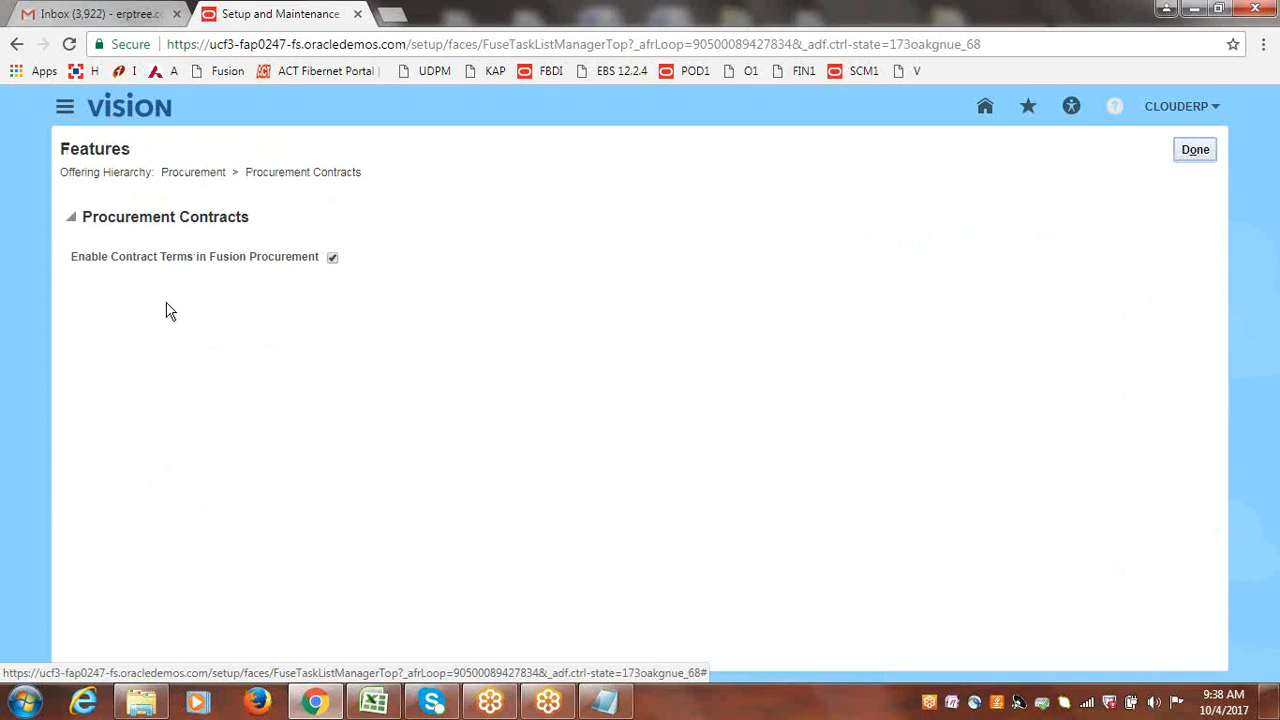 Inbox (3,922) - erptree.c
Setup and Maintenance
Secure
https://ucf3-fap0247-fs.oracledemos.com/setup/faces/FuseTaskListManagerTop?_afrLoop=90500089427834&_adf.ctrl-state=173oakgnue_68
Apps H I A Fusion ACT Fibernet Portal UDPM KAP FBDI EBS 12.2.4 POD1 O1 FIN1 SCM1 V
VISION
CLOUDERP
Features
Done
Offering Hierarchy: Procurement > Procurement Contracts
Procurement Contracts
Enable Contract Terms in Fusion Procurement
https://ucf3-fap0247-fs.oracledemos.com/setup/faces/FuseTaskListManagerTop?_afrLoop=90500089427834&_adf.ctrl-state=173oakgnue_68#
9:38 AM
10/4/2017